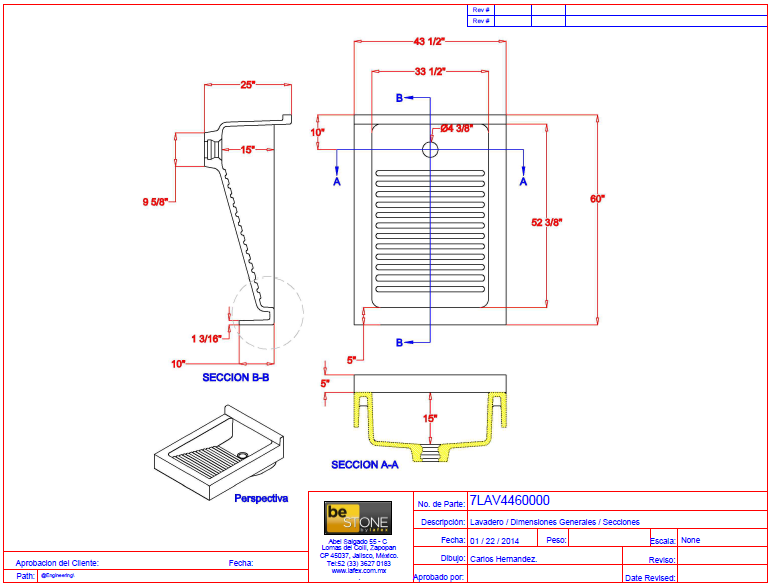 Rev #
Rev #
43 1/2"
33 1/2"
25"
B
Ø4 3/8"
10"
15"
A
A
9 5/8"
60"
52 3/8"
1 3/16"
B
5"
10"
SECCION B-B
5"
15"
SECCION A-A
Perspectiva
be
STONE
by lafex
Abel Salgado 55 - C
Lomas del Colli, Zapopan
CP 45037, Jalisco, México.
Tel:52 (33) 3627 0183
www.lafex.com.mx
No. de Parte: 7LAV4460000
Descripción: Lavadero / Dimensiones Generales / Secciones
Fecha: 01 / 22 / 2014 Peso: Escala: None
Dibujo: Carlos Hernandez. Reviso:
Aprobado por: Date Revised:
Aprobacion del Cliente: Fecha:
Path: @Engineering\